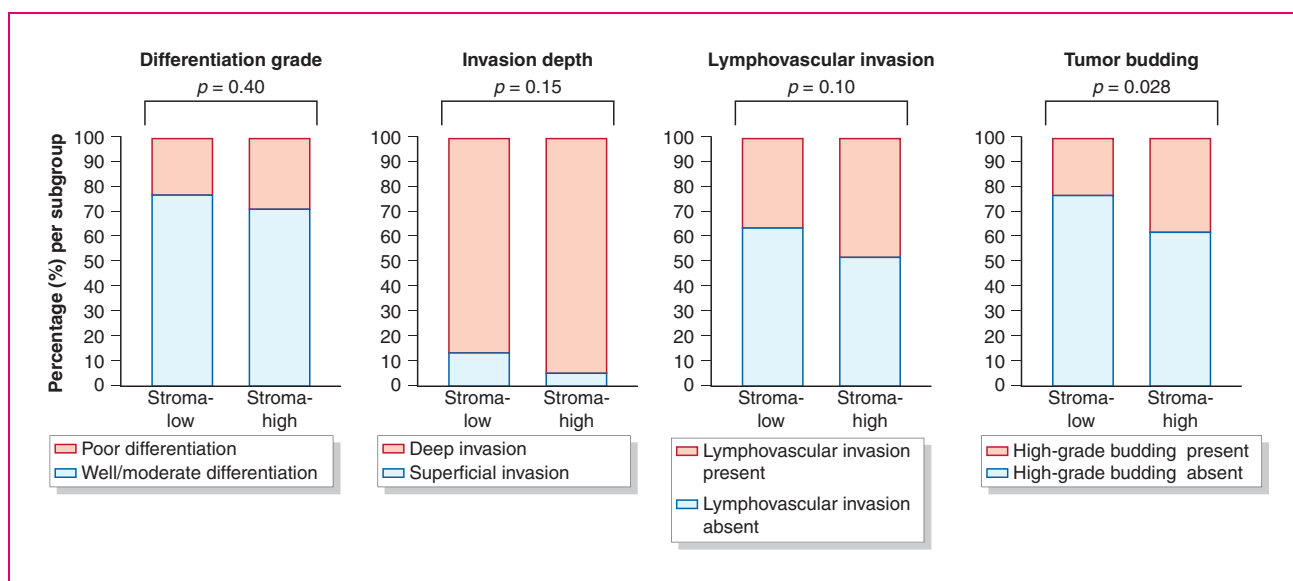 Differentiation grade
p = 0.40
Percentage (%) per subgroup
100
90
80
70
60
50
40
30
20
10
0
Stroma-
low
Stroma-
high
Poor differentiation
Well/moderate differentiation
Invasion depth
p = 0.15
100
90
80
70
60
50
40
30
20
10
0
Stroma-
low
Stroma-
high
Deep invasion
Superficial invasion
Lymphovascular invasion
p = 0.10
100
90
80
70
60
50
40
30
20
10
0
Stroma-
low
Stroma-
high
Lymphovascular invasion
present
Lymphovascular invasion
absent
Tumor budding
p = 0.028
100
90
80
70
60
50
40
30
20
10
0
Stroma-
low
Stroma-
high
High-grade budding present
High-grade budding absent